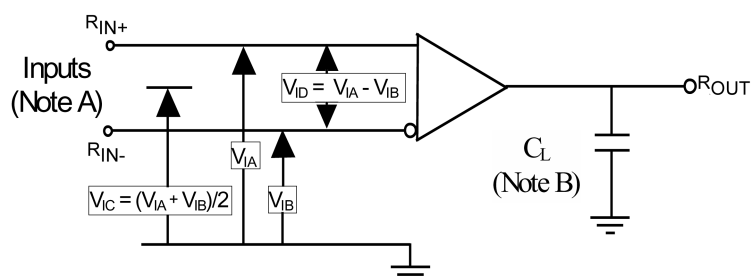 RIN+
Inputs
(Note A)
VID = VIA - VIB
ROUT
RIN-
VIA
CL
(Note B)
VIC = (VIA + VIB)/2
VIB